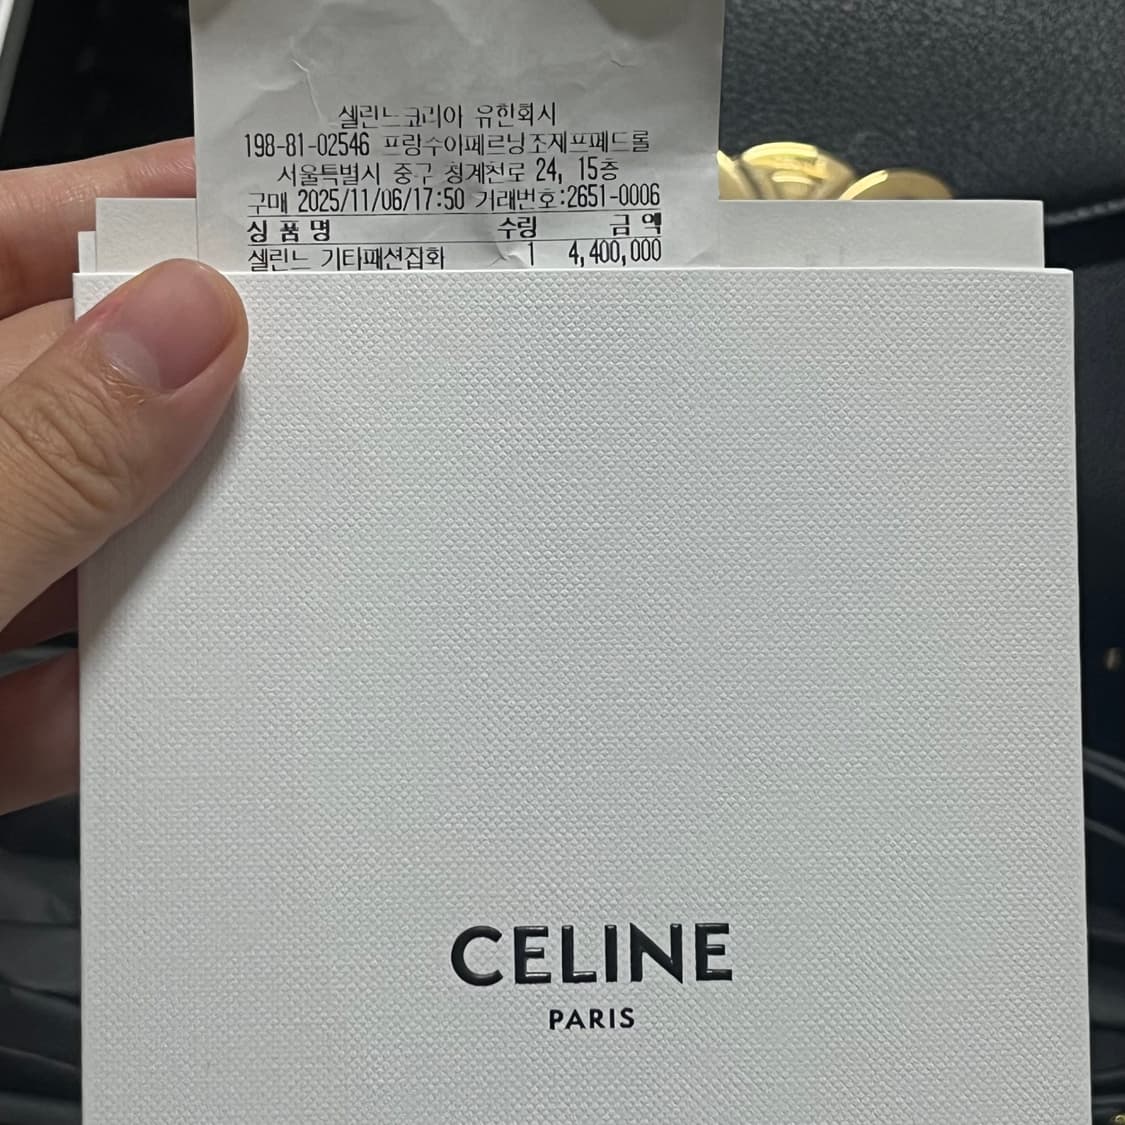 셀린느코리아 유한회사
198-81-02546 프랑수아페르닝조재프페드롤
서울특별시 중구 청계천로 24, 15층
구매 2025/11/06/17:50 거래번호:2651-0006
상 품 명 수량 금 액
셀린느 기타패션잡화 1 4,400,000
CELINE
PARIS